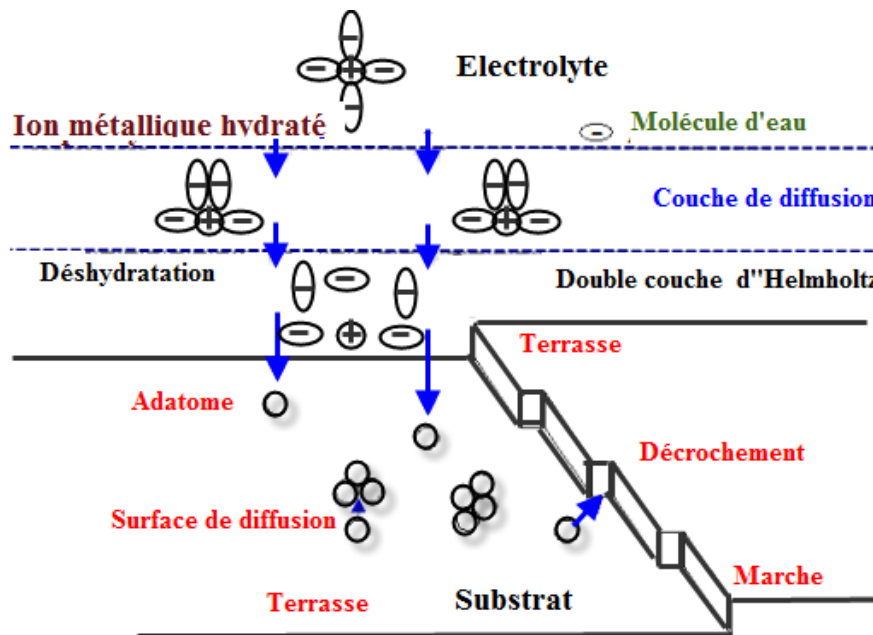 Electrolyte
Ion métallique hydraté
Molécule d'eau
Couche de diffusion
Déshydratation
Double couche d"Helmholtz
Terrasse
Adatome
Décrochement
Surface de diffusion
Marche
Terrasse
Substrat